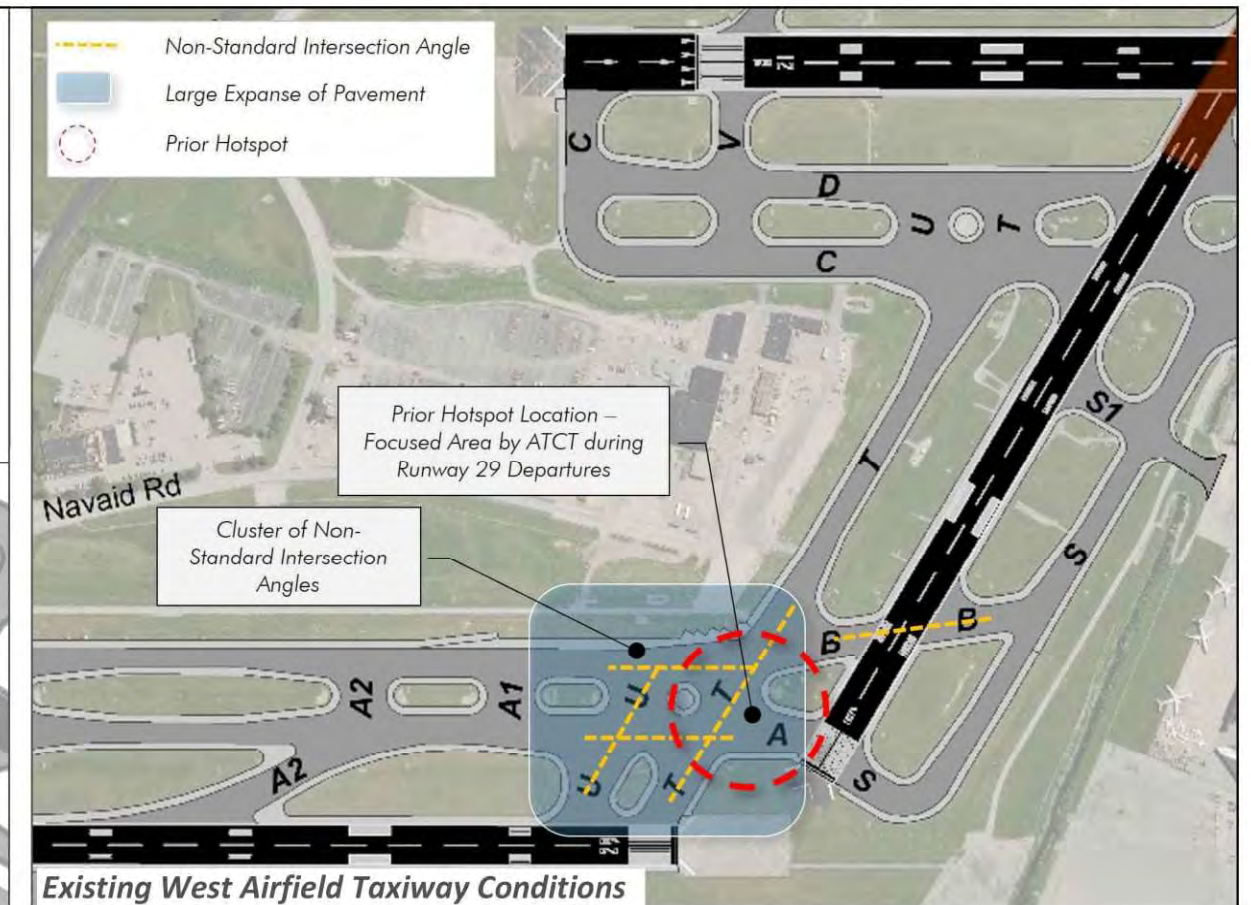 Non-Standard Intersection Angle
Large Expanse of Pavement
Prior Hotspot
12
C
V
D
U
T
C
Prior Hotspot Location –
Focused Area by ATCT during
Runway 29 Departures
S1
T
Navaid Rd
Cluster of Non-
Standard Intersection
Angles
S
B
B
A2
A1
U
T
A
A2
U
T
S
29
Existing West Airfield Taxiway Conditions